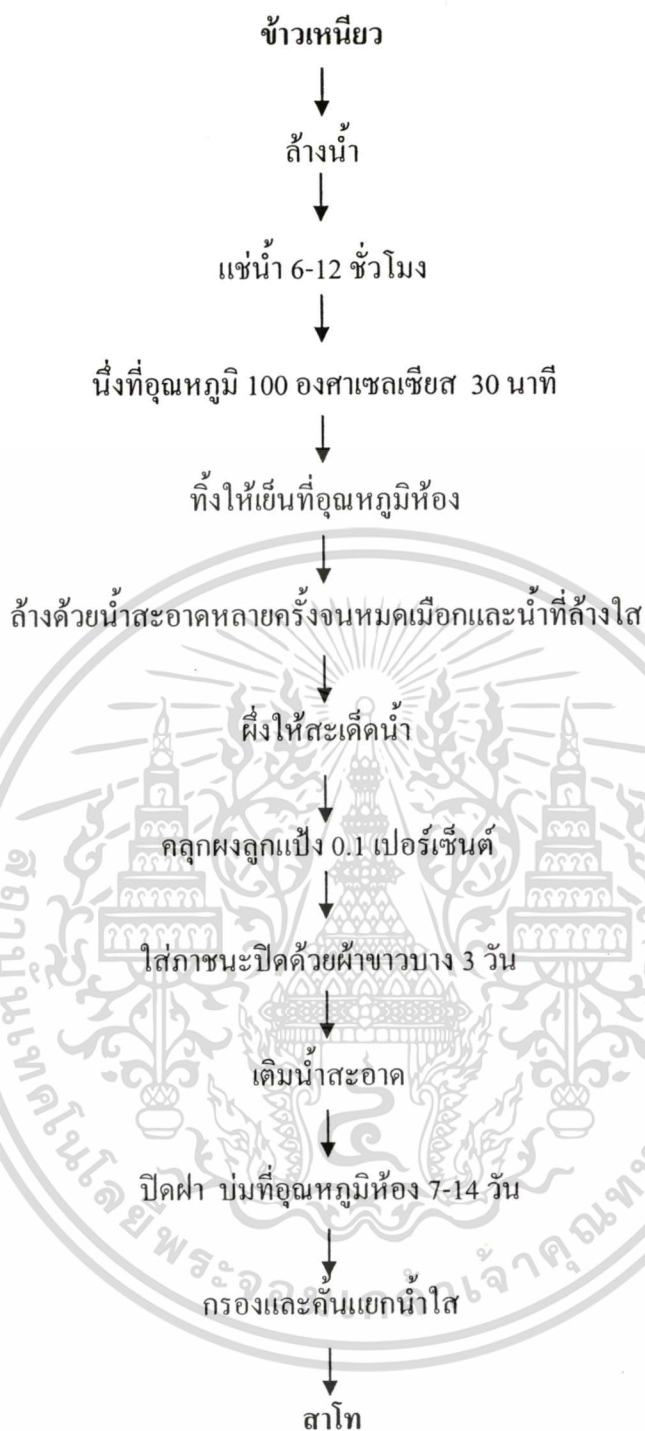 ข้าวเหนียว
ล้างน้ำ
แช่น้ำ 6-12 ชั่วโมง
นึ่งที่อุณหภูมิ 100 องศาเซลเซียส 30 นาที
ทิ้งให้เย็นที่อุณหภูมิห้อง
ล้างด้วยน้ำสะอาดหลายครั้งจนหมดเมือกและน้ำที่ล้างใส
ผึ่งให้สะเด็ดน้ำ
คลุกผงลูกแป้ง 0.1 เปอร์เซ็นต์
ใส่ภาชนะปิดด้วยผ้าขาวบาง 3 วัน
เติมน้ำสะอาด
ปิดฝา บ่มที่อุณหภูมิห้อง 7-14 วัน
กรองและคั้นแยกน้ำใส
สาโท